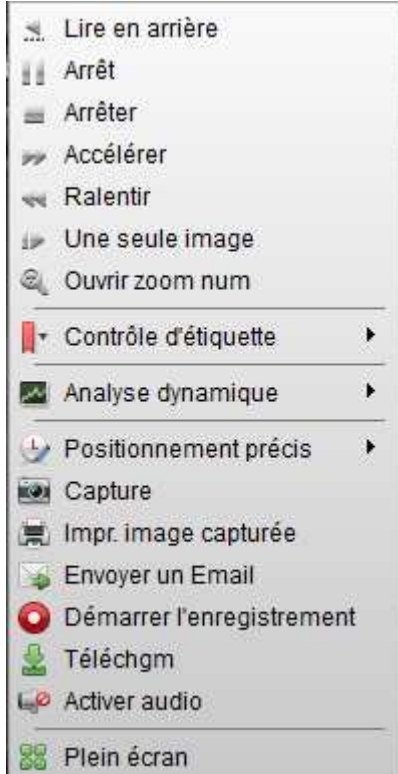 Lire en arrière
Arrêt
Arrêter
Accélérer
Ralentir
Une seule image
Ouvrir zoom num
Contrôle d'étiquette
Analyse dynamique
Positionnement précis
Capture
Impr. image capturée
Envoyer un Email
Démarrer l'enregistrement
Téléchgm
Activer audio
Plein écran